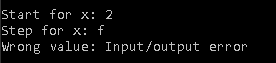 Start for x: 2
Step for x: f
Wrong value: Input/output error